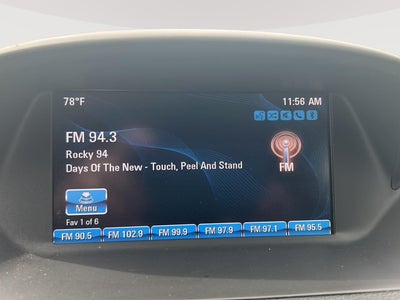 78°F
11:56 AM
FM 94.3
Rocky 94
Days Of The New - Touch, Peel And Stand
FM
Menu
Fav 1 of 6
FM 90.5 FM 102.9 FM 99.9 FM 97.9 FM 97.1 FM 95.5